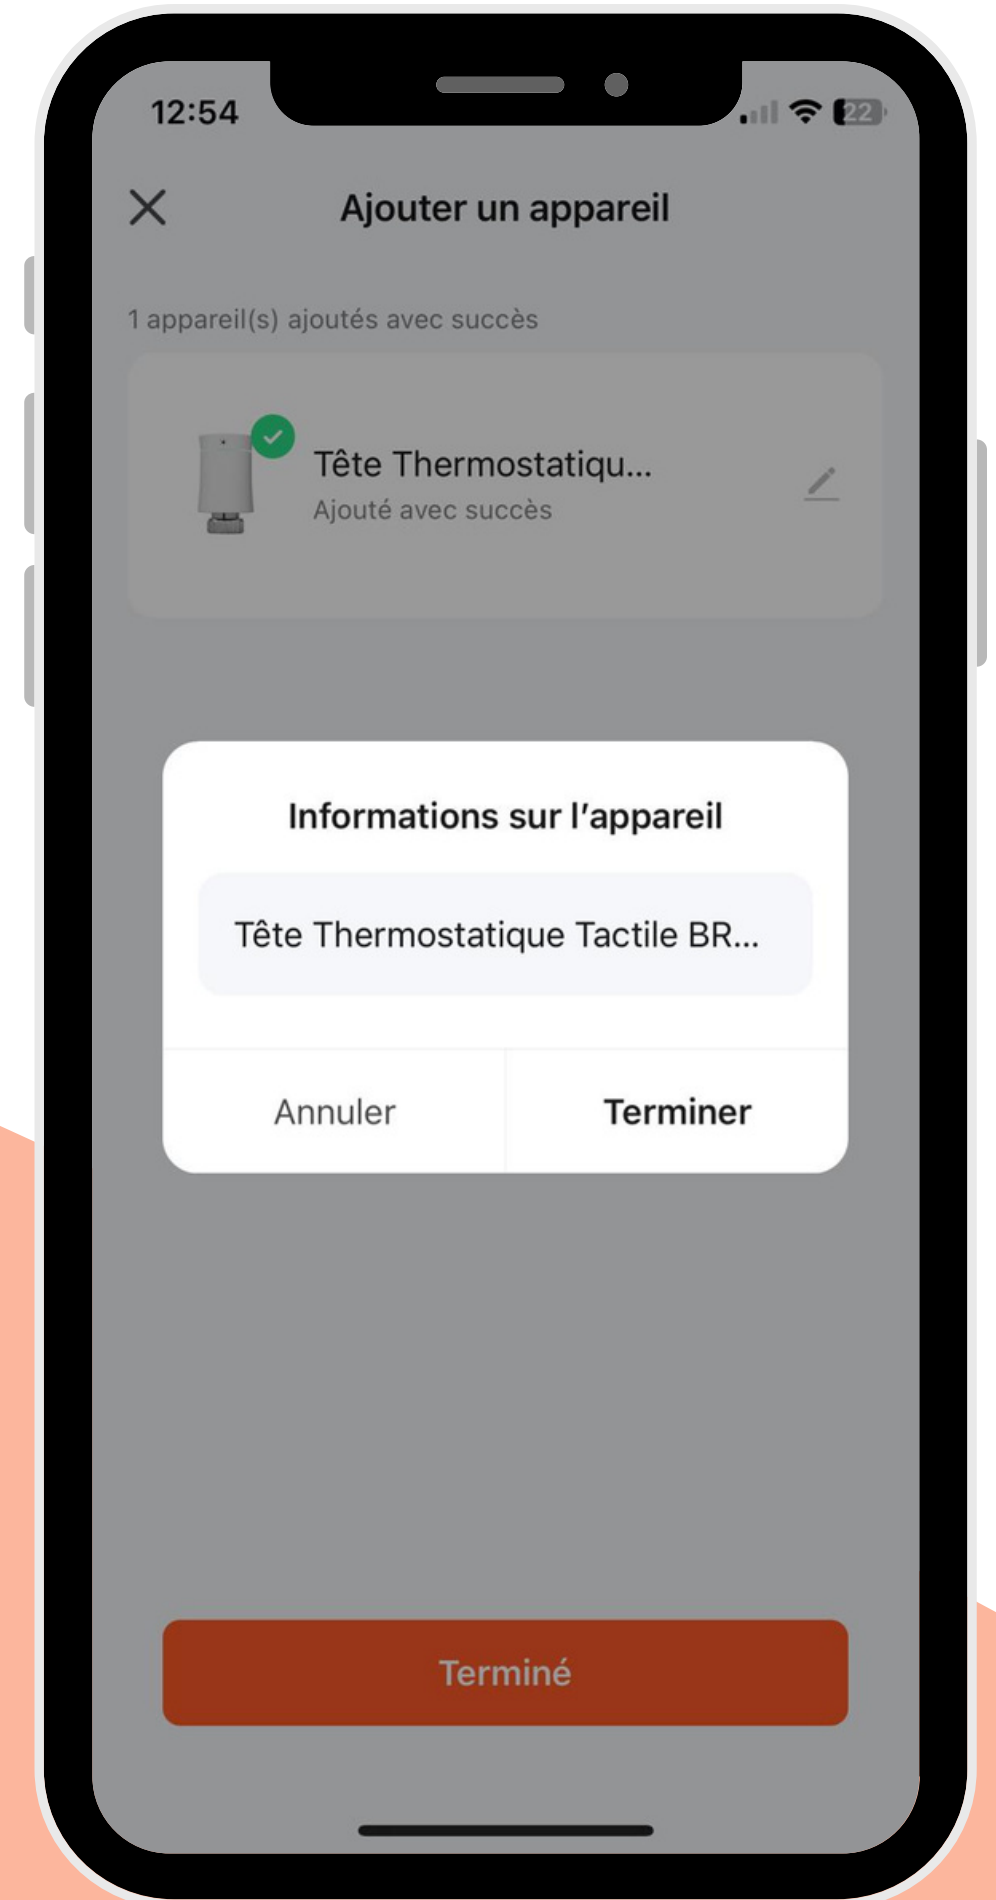 12:54
22
Ajouter un appareil
1 appareil(s) ajoutés avec succès
Tête Thermostatiqu...
Ajouté avec succès
Informations sur l'appareil
Tête Thermostatique Tactile BR...
Annuler
Terminer
Terminé